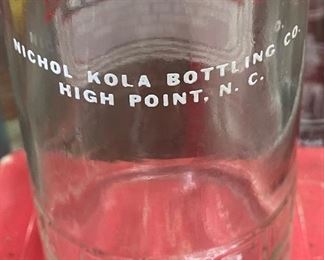 NICHOL KOLA BOTTLING CO.
HIGH POINT, N. C.